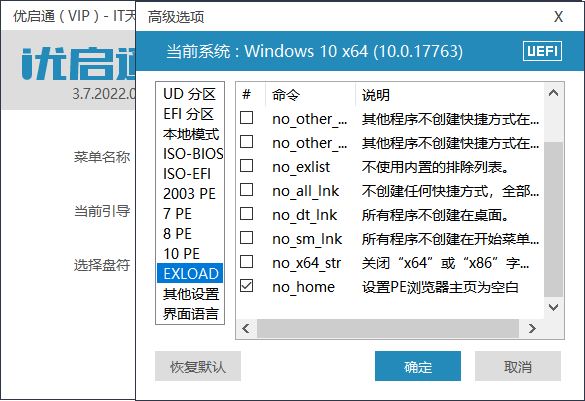 优启通（VIP）- IT天
优启通
3.7.2022.0
菜单名称
当前引导
选择盘符
高级选项 X
当前系统 : Windows 10 x64 (10.0.17763) UEFI
UD 分区
EFI 分区
本地模式
ISO-BIOS
ISO-EFI
2003 PE
7 PE
8 PE
10 PE
EXLOAD
其他设置
界面语言
# 命令 说明
no_other_... 其他程序不创建快捷方式在...
no_other_... 其他程序不创建快捷方式在...
no_exlist 不使用内置的排除列表。
no_all_lnk 不创建任何快捷方式，全部...
no_dt_lnk 所有程序不创建在桌面。
no_sm_lnk 所有程序不创建在开始菜单...
no_x64_str 关闭“x64”或“x86”字...
no_home 设置PE浏览器主页为空白
恢复默认 确定 取消